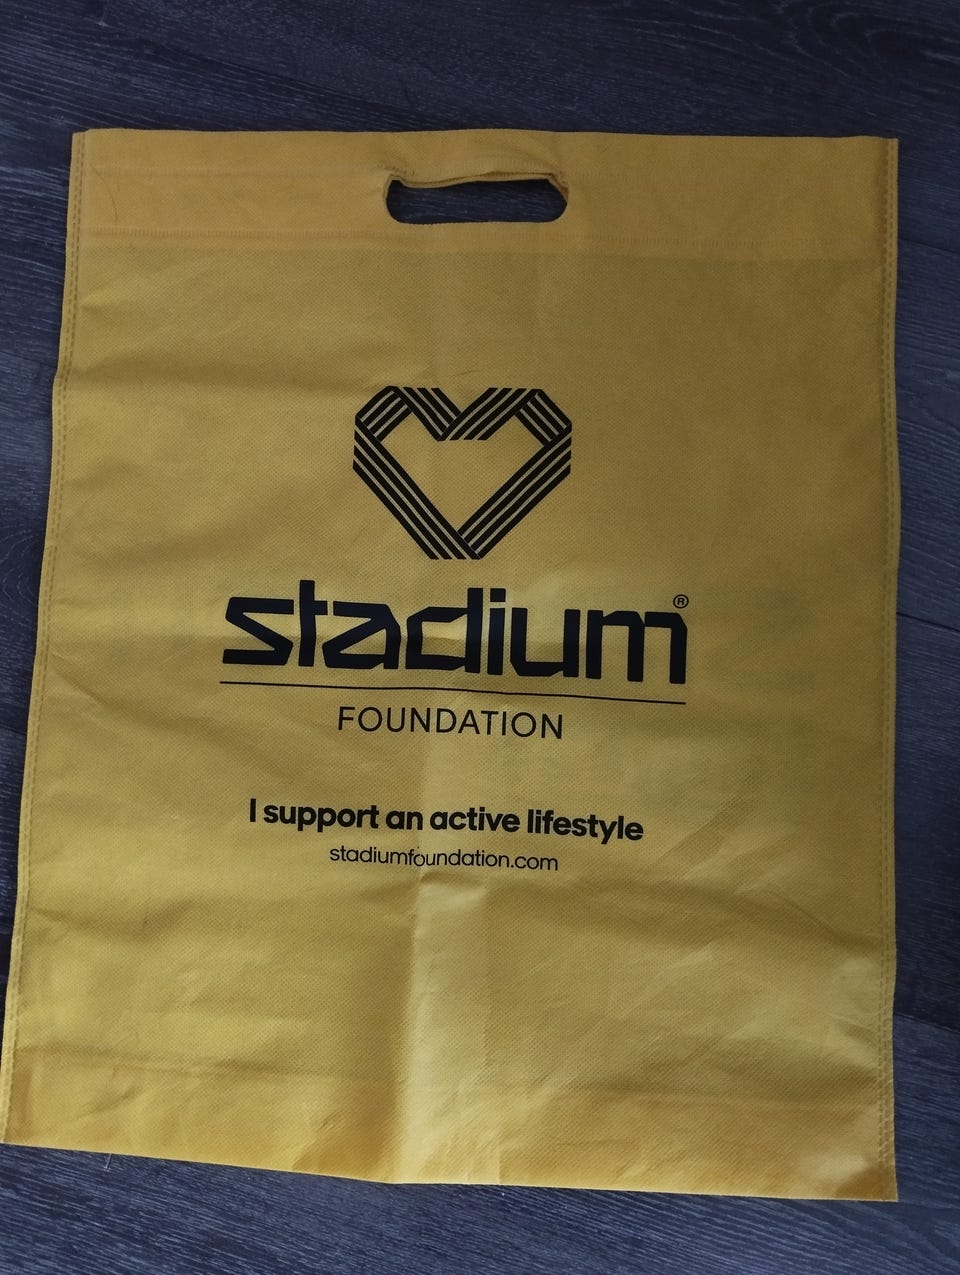 stadium®
FOUNDATION
I support an active lifestyle
stadiumfoundation.com